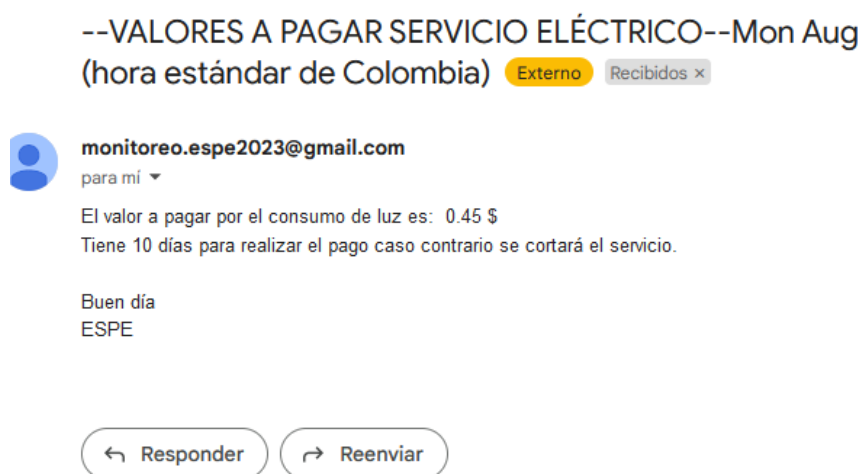 --VALORES A PAGAR SERVICIO ELÉCTRICO--Mon Aug
(hora estándar de Colombia) Externo Recibidos ×
monitoreo.espe2023@gmail.com
para mí
El valor a pagar por el consumo de luz es:  0.45 $
Tiene 10 días para realizar el pago caso contrario se cortará el servicio.
Buen día
ESPE
Responder Reenviar